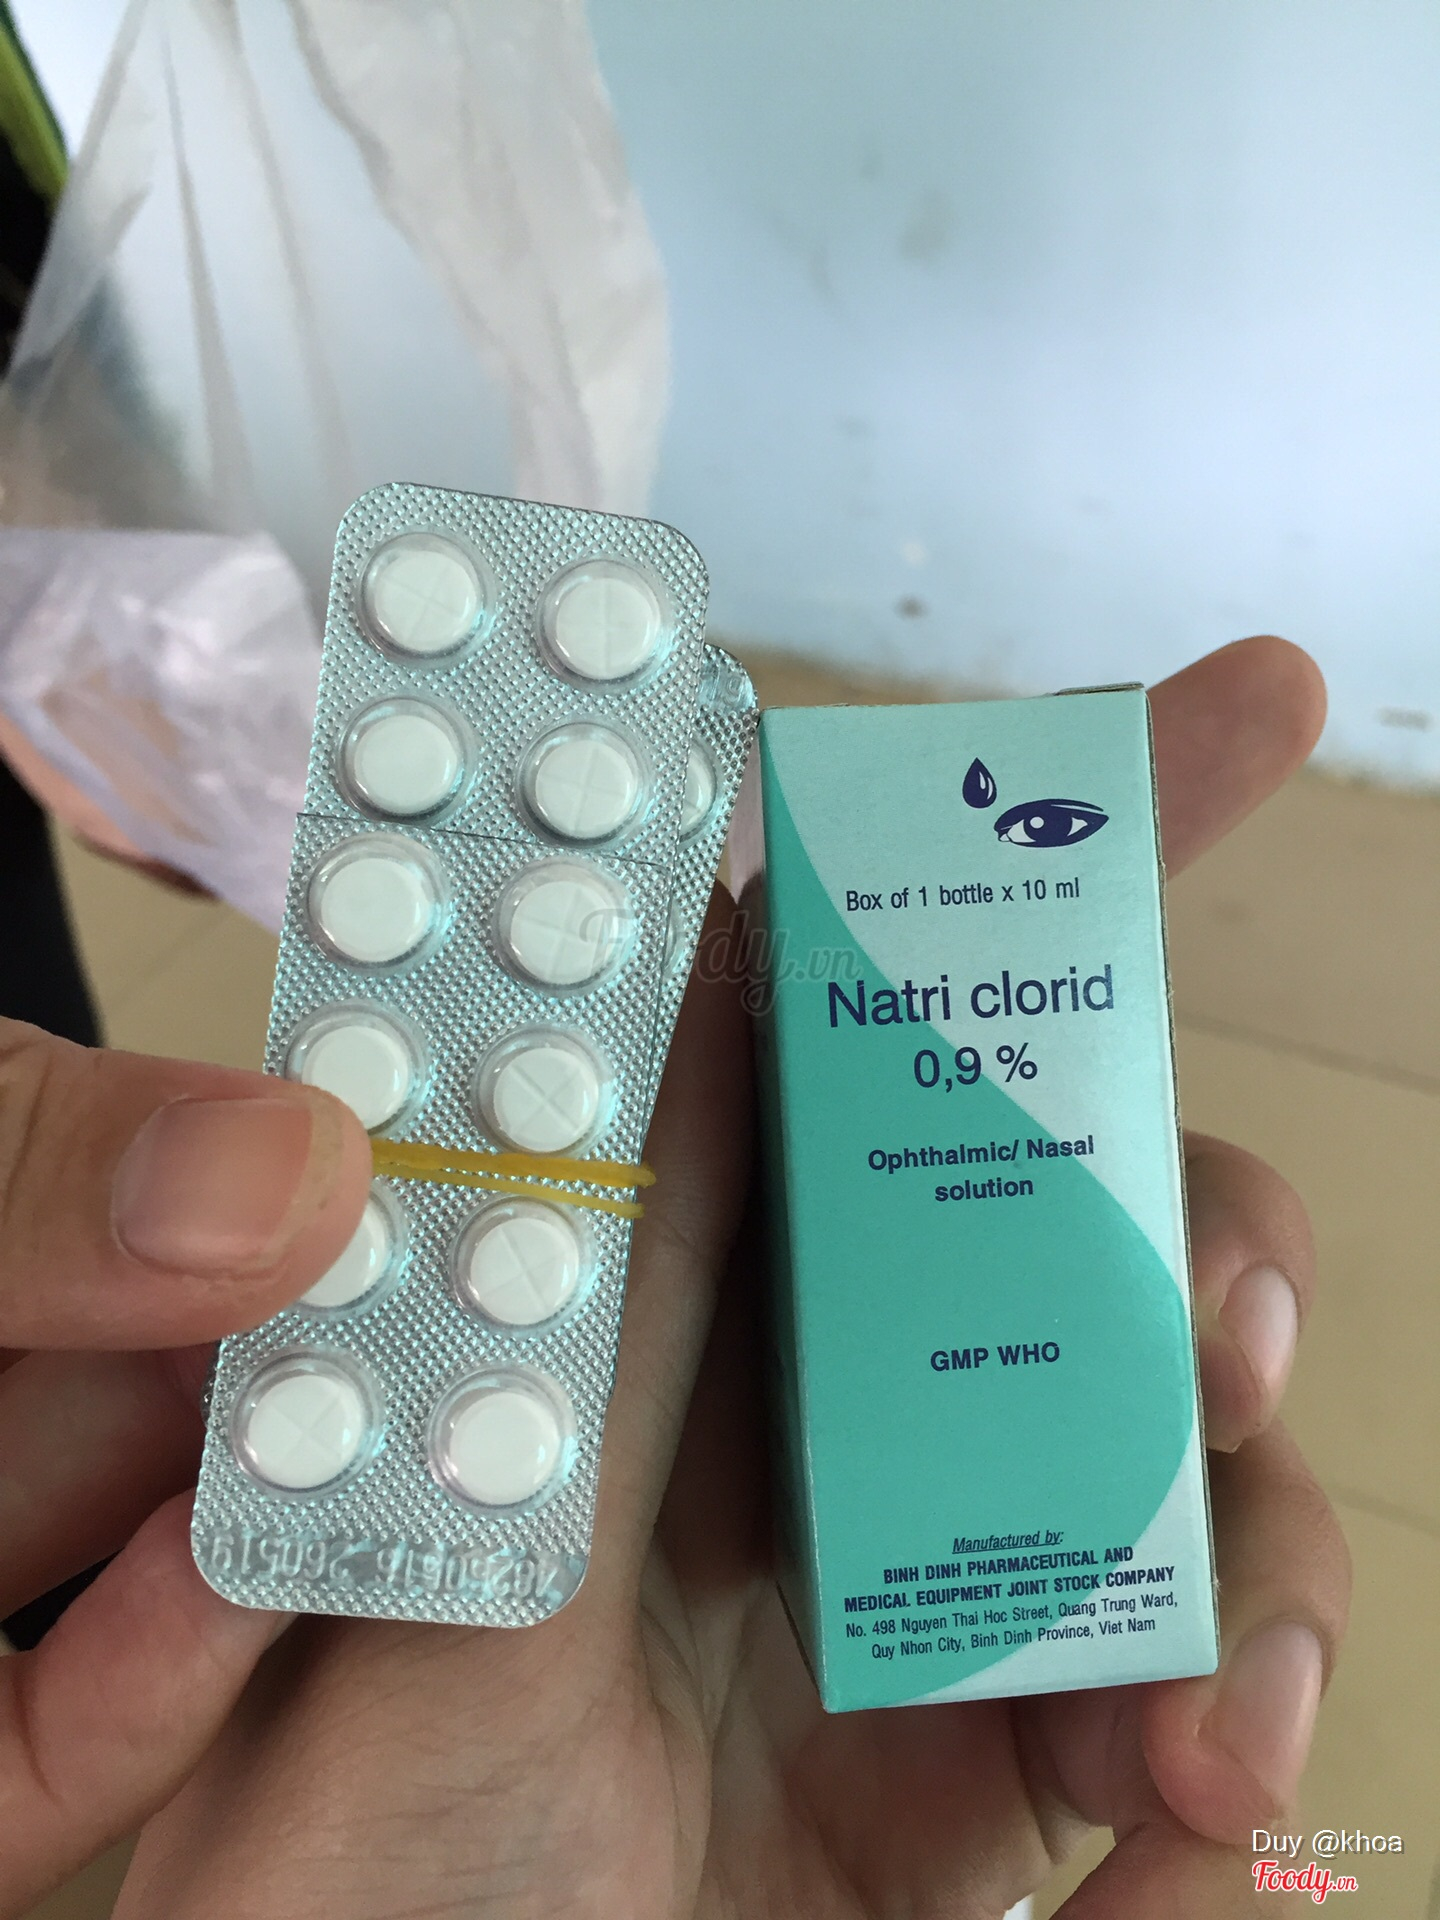 Box of 1 bottle x 10 ml
Natri clorid
0,9 %
Ophthalmic/ Nasal
solution
GMP WHO
Manufactured by:
BINH DINH PHARMACEUTICAL AND
MEDICAL EQUIPMENT JOINT STOCK COMPANY
No. 498 Nguyen Thai Hoc Street, Quang Trung Ward,
Quy Nhon City, Binh Dinh Province, Viet Nam
Foody.vn
Duy @khoa
Foody.vn